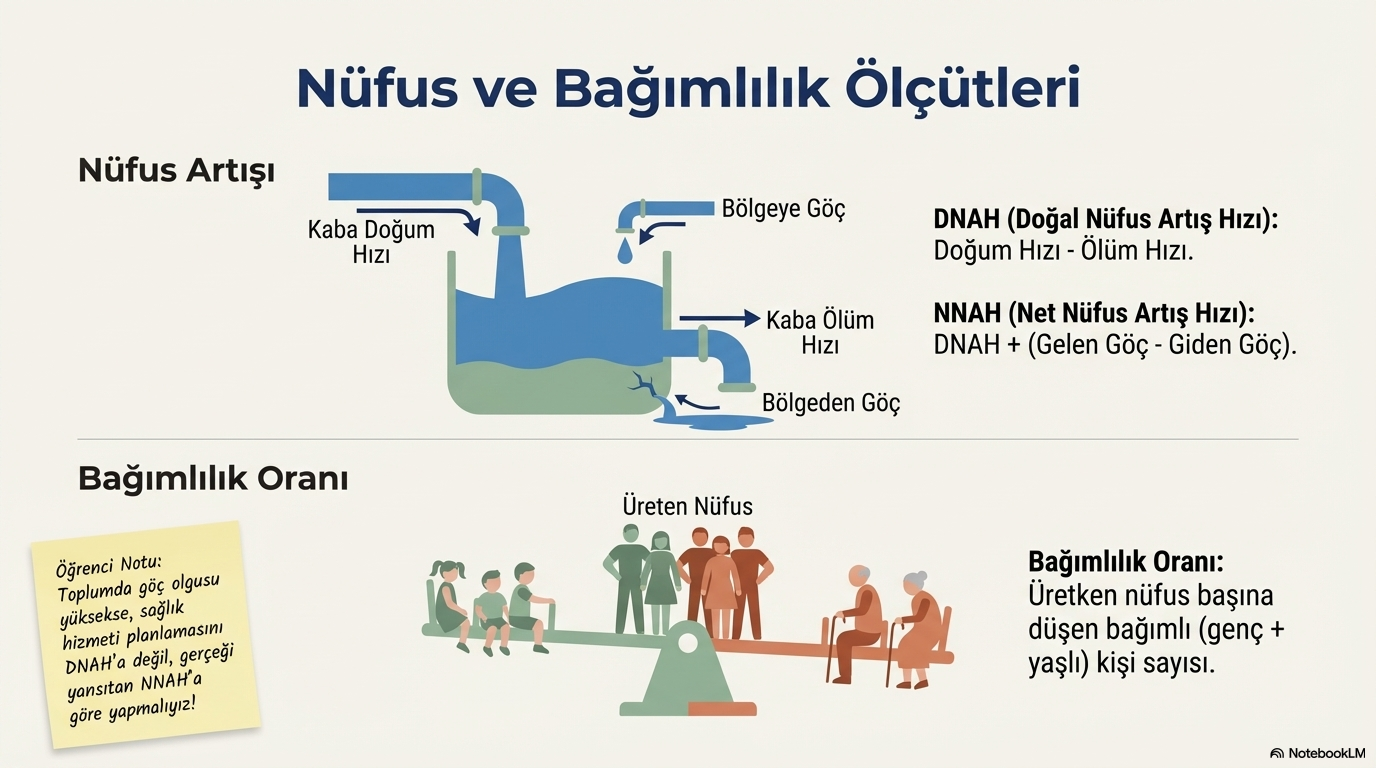 Nüfus ve Bağımlılık Ölçütleri
Nüfus Artışı
Kaba Doğum
Hızı
Bölgeye Göç
Kaba Ölüm
Hızı
Bölgeden Göç
DNAH (Doğal Nüfus Artış Hızı):
Doğum Hızı - Ölüm Hızı.
NNAH (Net Nüfus Artış Hızı):
DNAH + (Gelen Göç - Giden Göç).
Bağımlılık Oranı
Öğrenci Notu:
Toplumda göç olgusu
yüksekse, sağlık
hizmeti planlamasını
DNAH'a değil, gerçeği
yansıtan NNAH'a
göre yapmalıyız!
Üreten Nüfus
Bağımlılık Oranı:
Üretken nüfus başına
düşen bağımlı (genç +
yaşlı) kişi sayısı.
NotebookLM